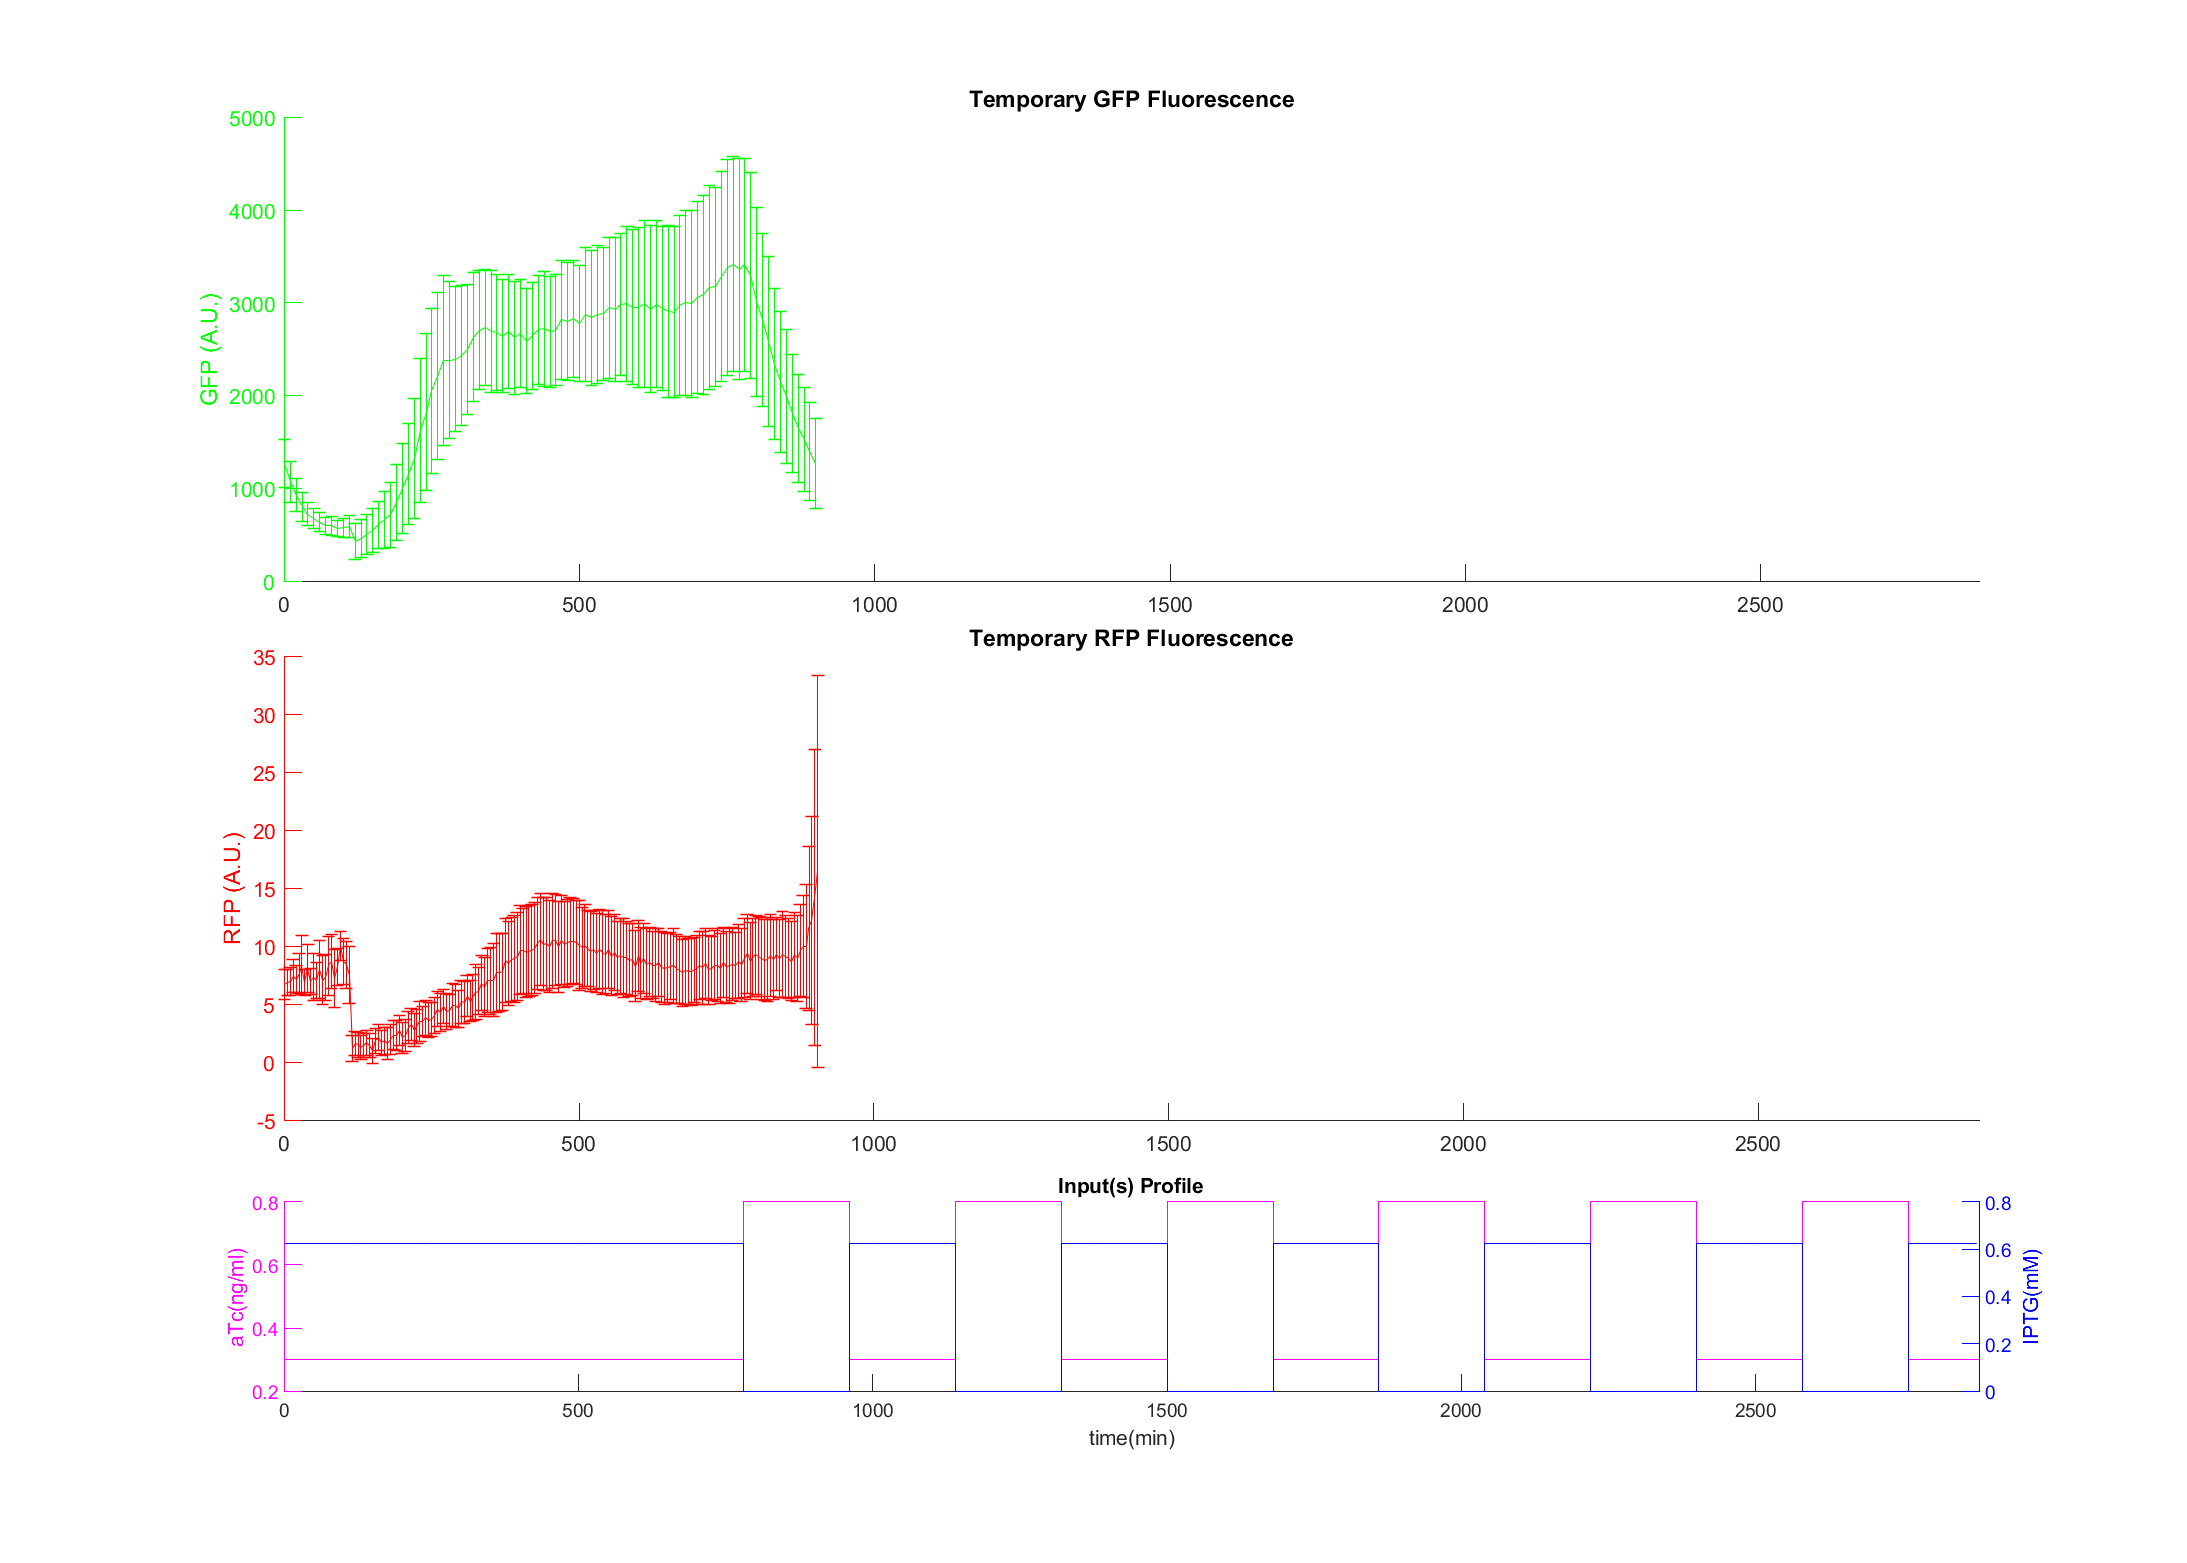 Temporary GFP Fluorescence
5000
4000
3000
2000
1000
0
GFP (A.U.)
0 500 1000 1500 2000 2500
Temporary RFP Fluorescence
35
30
25
20
15
10
5
0
-5
RFP (A.U.)
0 500 1000 1500 2000 2500
Input(s) Profile
0.8
0.6
0.4
0.2
aTc(ng/ml)
0.8
0.6
0.4
0.2
0
IPTG(mM)
0 500 1000 1500 2000 2500
time(min)